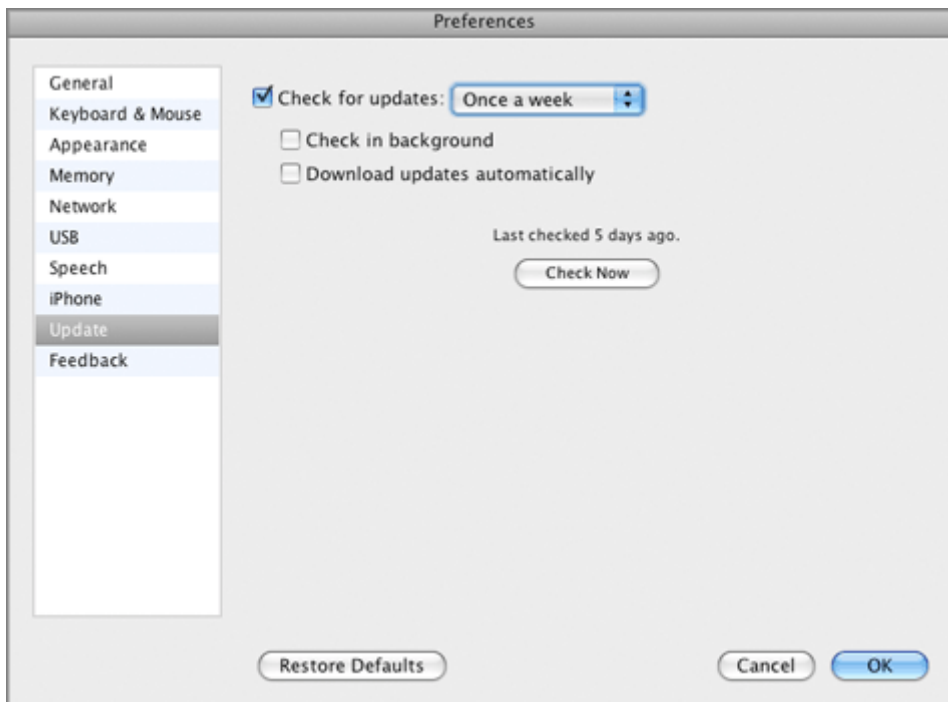 Preferences
General
Keyboard & Mouse
Appearance
Memory
Network
USB
Speech
iPhone
Update
Feedback
Check for updates: Once a week
Check in background
Download updates automatically
Last checked 5 days ago.
Check Now
Restore Defaults
Cancel
OK